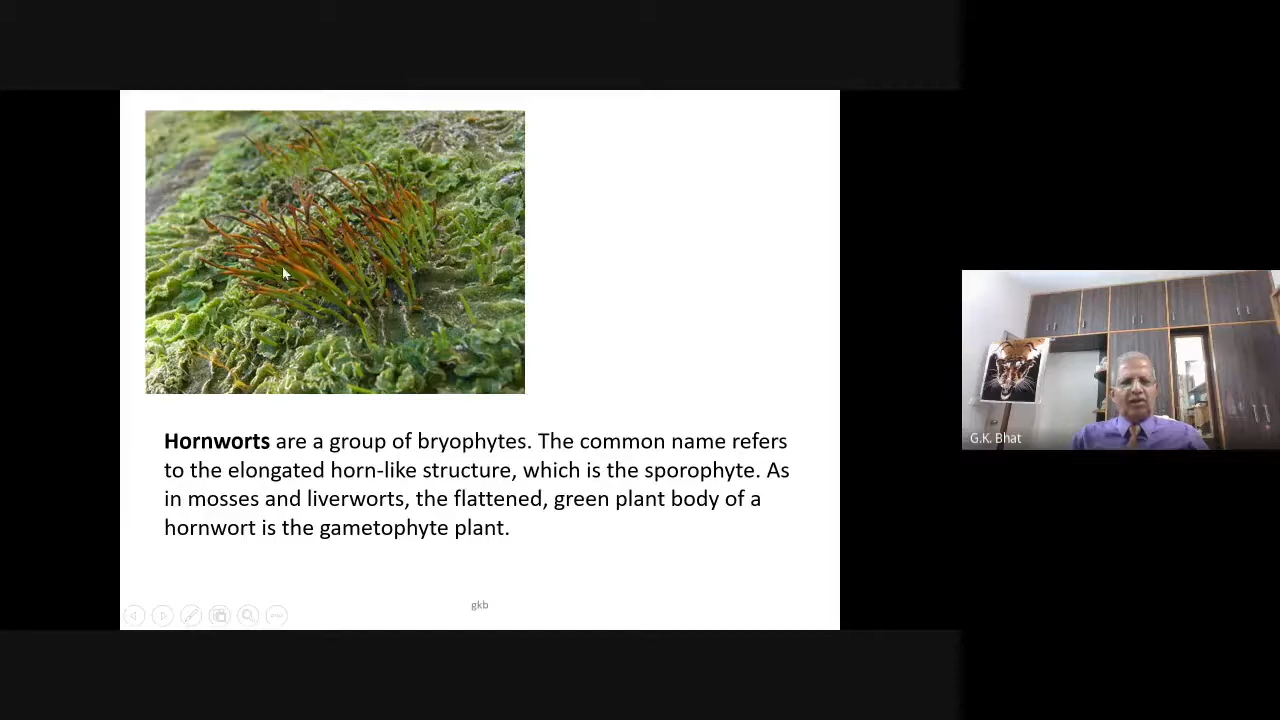 Hornworts are a group of bryophytes. The common name refers
to the elongated horn-like structure, which is the sporophyte. As
in mosses and liverworts, the flattened, green plant body of a
hornwort is the gametophyte plant.
gkb
G.K. Bhat